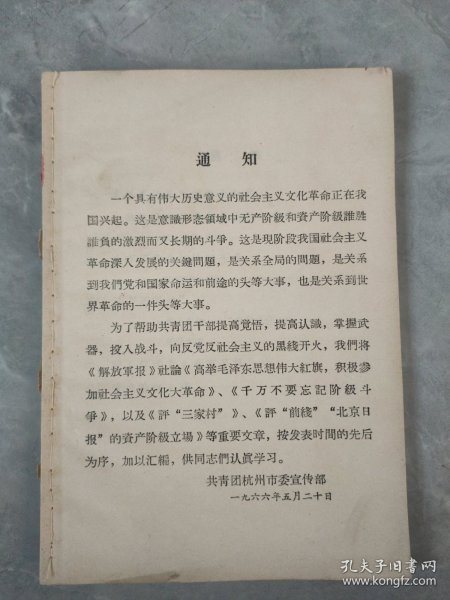 通知
一个具有伟大历史意义的社会主义文化革命正在我
国兴起。这是意識形态領域中无产阶級和資产阶級誰胜
誰負的激烈而又长期的斗爭。这是現阶段我国社会主义
革命深入发展的关鍵問題，是关系全局的問題，是关系
到我們党和国家命运和前途的头等大事，也是关系到世
界革命的一件头等大事。
为了帮助共青团干部提高覚悟，提高认識，掌握武
器，投入战斗，向反党反社会主义的黑綫开火，我們将
《解放軍报》社論《高举毛泽东思想伟大紅旗，积极参
加社会主义文化大革命》、《千万不要忘記阶級斗
爭》，以及《評“三家村”》、《評“前綫”“北京日
报”的資产阶級立場》等重要文章，按发表时間的先后
为序，加以汇編，供同志們认眞学习。
共青团杭州市委宣传部
一九六六年五月二十日
孔夫子旧书网
www.kongfz.com